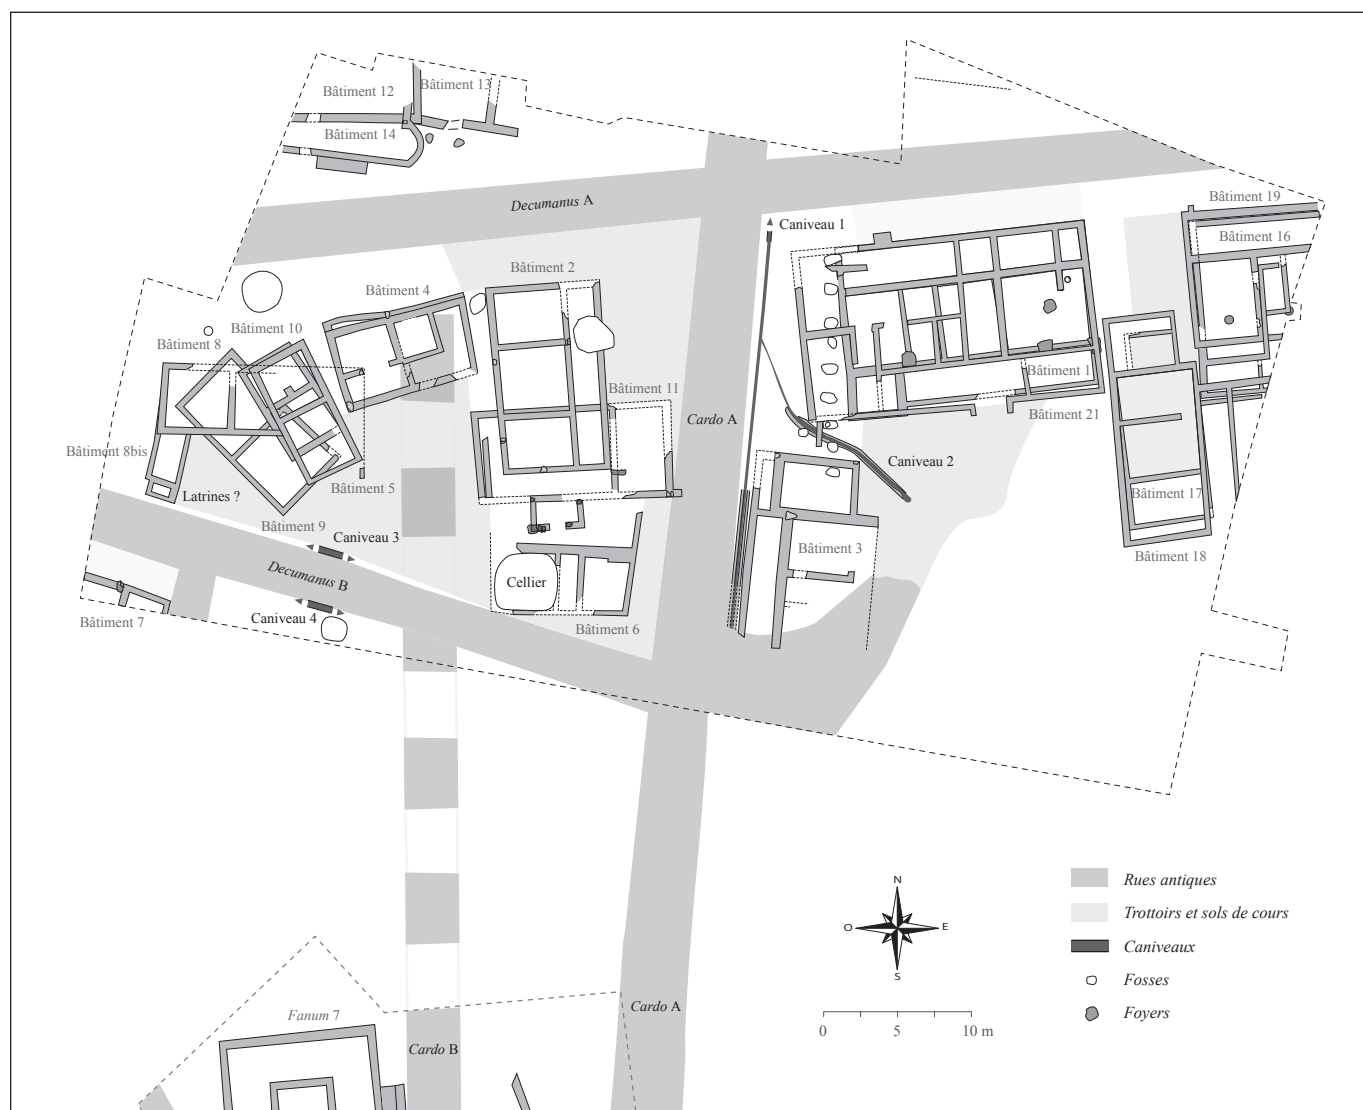 Bâtiment 12
Bâtiment 13
Bâtiment 14
Decumanus A
Bâtiment 19
Caniveau 1
Bâtiment 16
Bâtiment 2
Bâtiment 4
Bâtiment 10
Bâtiment 8
Bâtiment 1
Bâtiment 11
Bâtiment 21
Cardo A
Bâtiment 8bis
Caniveau 2
Latrines ?
Bâtiment 5
Bâtiment 17
Bâtiment 9
Caniveau 3
Bâtiment 3
Bâtiment 18
Decumanus B
Cellier
Caniveau 4
Bâtiment 7
Bâtiment 6
Rues antiques
Trottoirs et sols de cours
Caniveaux
Fosses
Foyers
N
O
E
S
0
5
10 m
Fanum 7
Cardo A
Cardo B